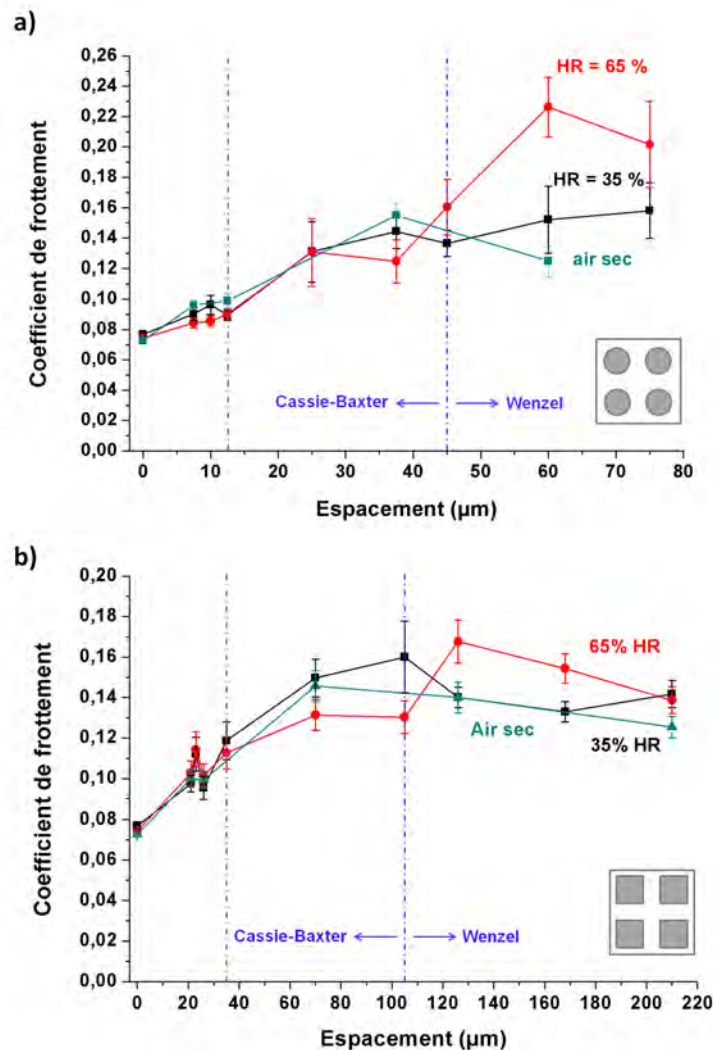 a)
0,26
0,24
0,22
0,20
0,18
0,16
0,14
0,12
0,10
0,08
0,06
0,04
0,02
0,00
Coefficient de frottement
HR = 65 %
HR = 35 %
air sec
Cassie-Baxter
Wenzel
0 10 20 30 40 50 60 70 80
Espacement (µm)
b)
0,20
0,18
0,16
0,14
0,12
0,10
0,08
0,06
0,04
0,02
0,00
Coefficient de frottement
65% HR
Air sec
35% HR
Cassie-Baxter
Wenzel
0 20 40 60 80 100 120 140 160 180 200 220
Espacement (µm)